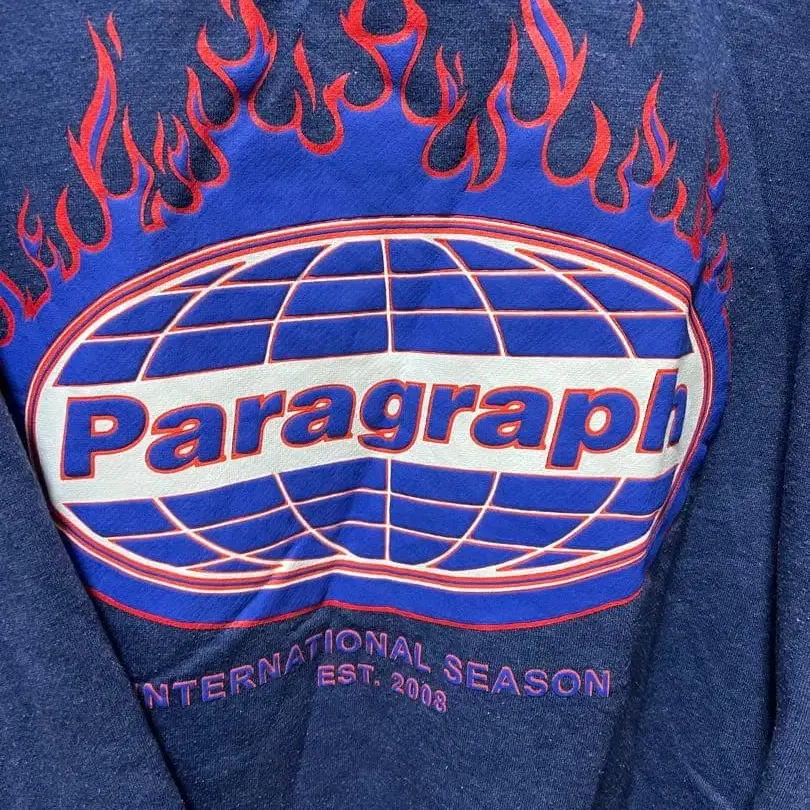 Paragraph
INTERNATIONAL SEASON
EST. 2008